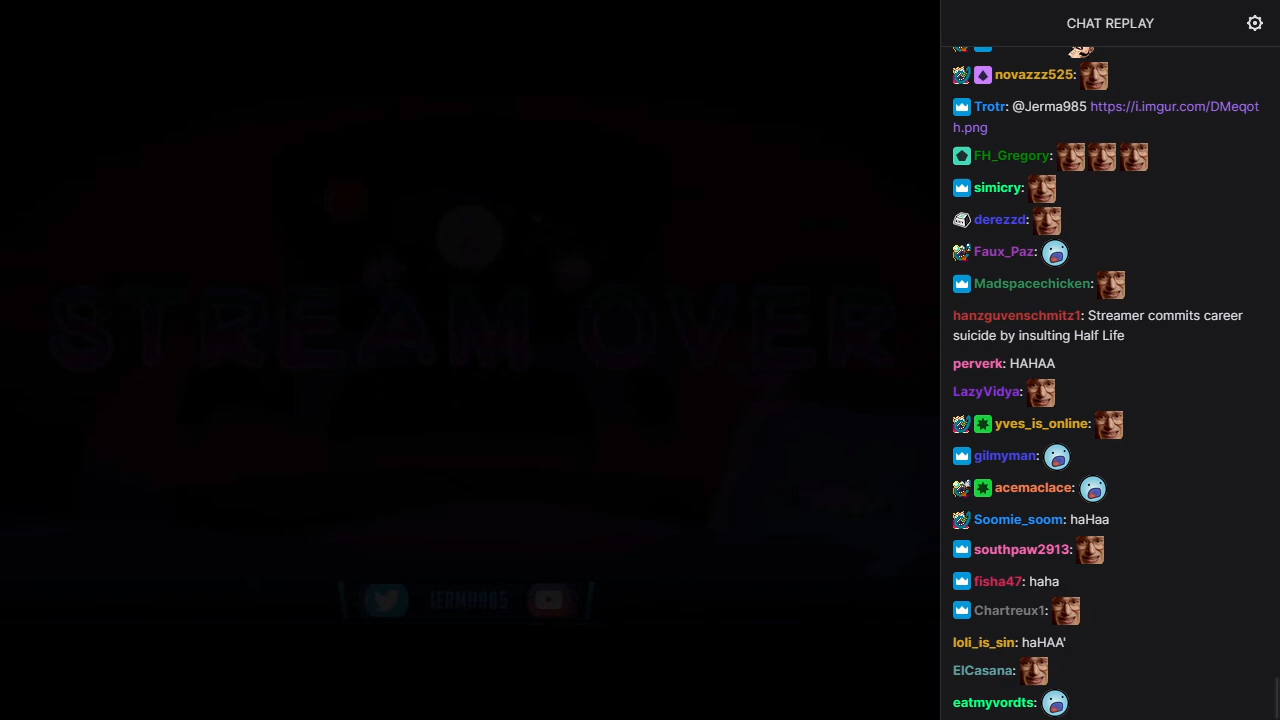 STREAM OVER
JERMA985
CHAT REPLAY
novazzz525:
Trotr: @Jerma985 https://i.imgur.com/DMeqot
h.png
FH_Gregory:
simicry:
derezzd:
Faux_Paz:
Madspacechicken:
hanzguvenschmitz1: Streamer commits career
suicide by insulting Half Life
perverk: HAHAA
LazyVidya:
yves_is_online:
gilmyman:
acemaclace:
Soomie_soom: haHaa
southpaw2913:
fisha47: haha
Chartreux1:
loli_is_sin: haHAA'
ElCasana:
eatmyvordts: